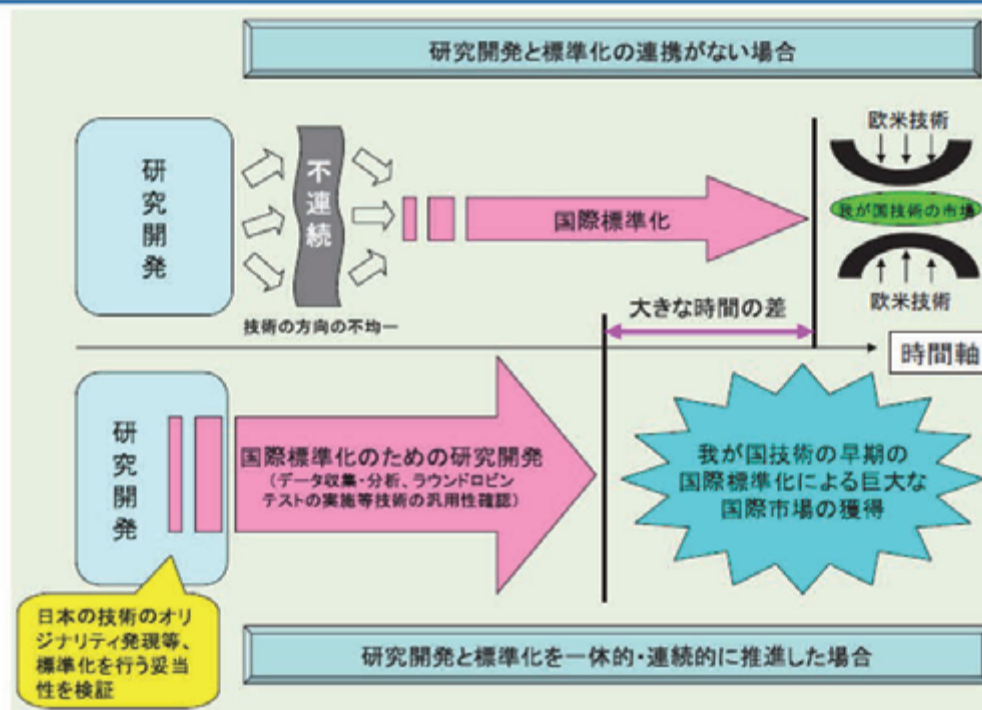 研究開発と標準化の連携がない場合
研究開発
不連続
技術の方向の不均一
国際標準化
欧米技術
我が国技術の市場
欧米技術
大きな時間の差
時間軸
研究開発
国際標準化のための研究開発
(データ収集・分析、ラウンドロビン
テストの実施等技術の汎用性確認)
我が国技術の早期の
国際標準化による巨大な
国際市場の獲得
日本の技術のオリ
ジナリティ発現等、
標準化を行う妥当
性を検証
研究開発と標準化を一体的・連続的に推進した場合